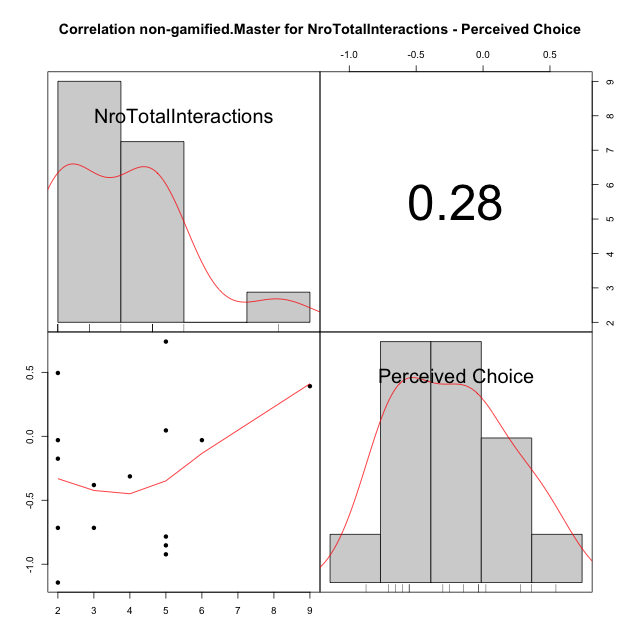 Correlation non-gamified.Master for NroTotalInteractions - Perceived Choice
-1.0 -0.5 0.0 0.5
NroTotalInteractions
0.28
9
8
7
6
5
4
3
2
Perceived Choice
0.5
0.0
-0.5
-1.0
2 3 4 5 6 7 8 9